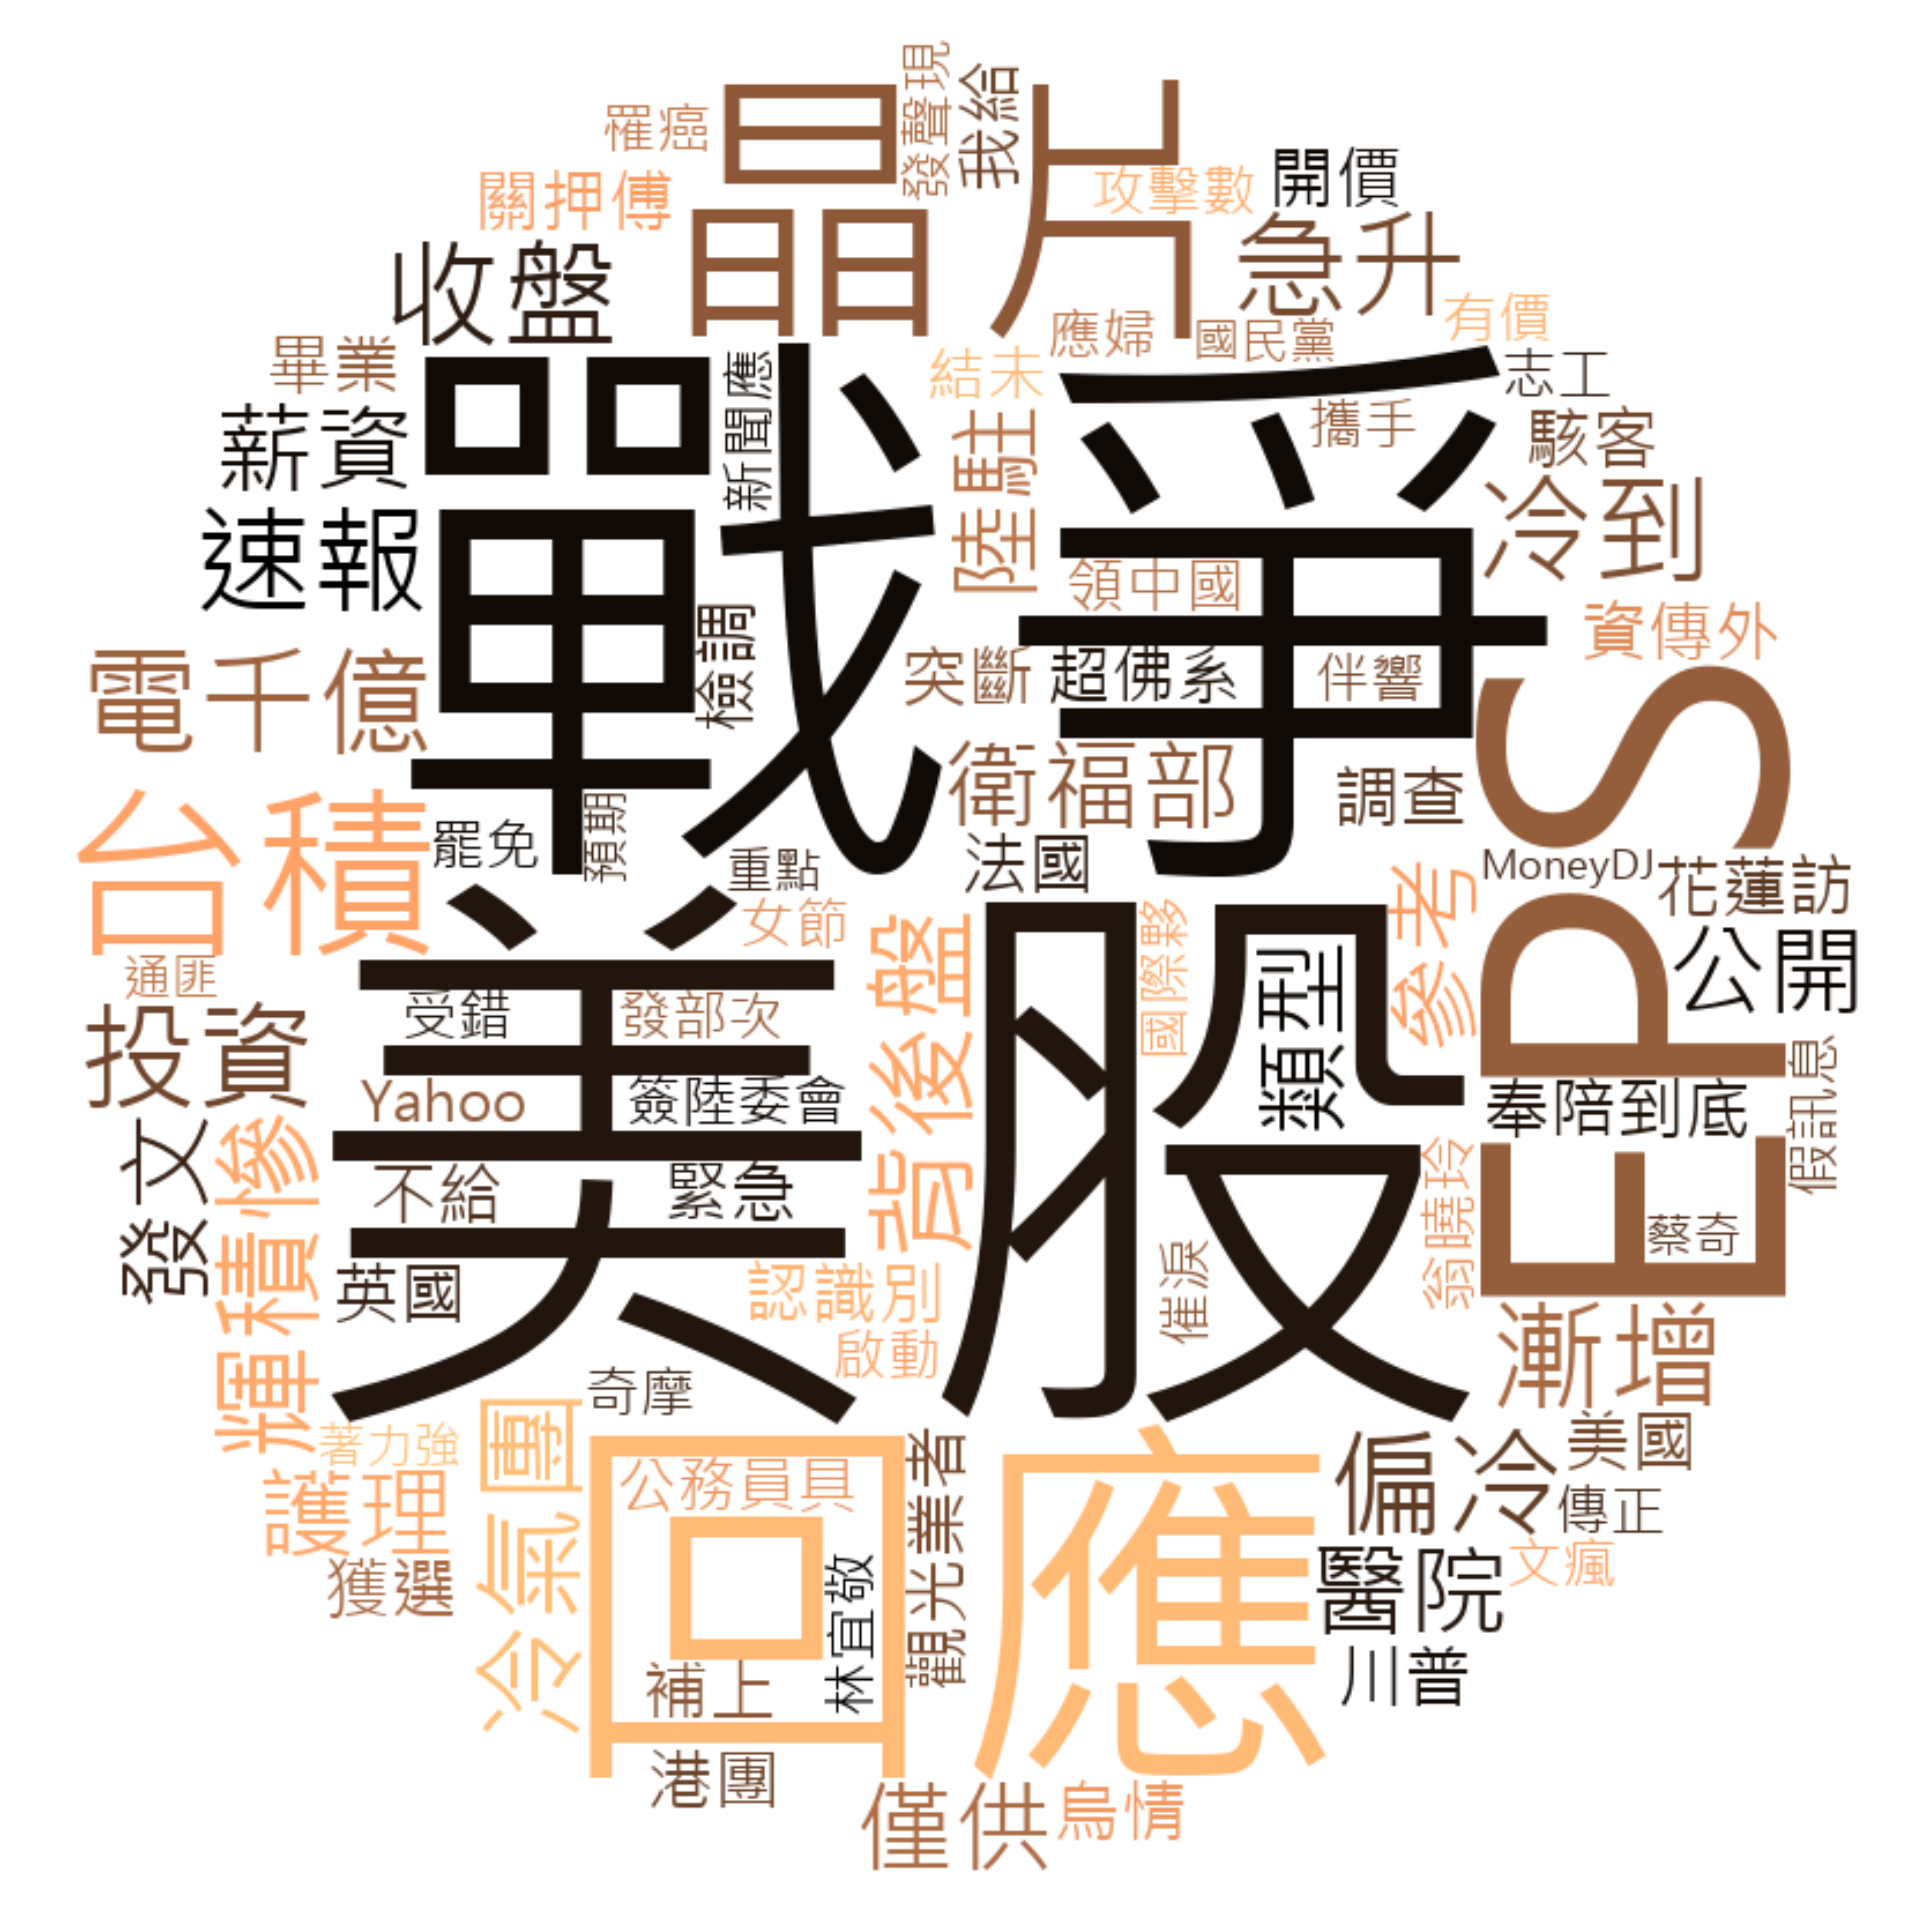 發聲現
我給
罹癌
晶片
關押傅
攻擊數
開價
收盤
急升
有價
應婦
國民黨
畢業
新聞應
結未
志工
戰爭
薪資
陸駐
攜手
駭客
速報
冷到
領中國
資傳外
檢調
電千億
突斷
超佛系
伴響
衛福部
調查
台積
預期
罷免
重點
法國
EPS
MoneyDJ
花蓮訪
參考
女節
背後盤
國際夥
公開
通匪
美股
類型
受錯
發部次
投資
Yahoo
簽陸委會
奉陪到底
假訊息
發文
輝積慘
不給
緊急
翁曉玲
蔡奇
英國
認識別
催淚
啟動
漸增
奇摩
冷氣團
著力強
回應
公務員具
觀光業者
偏冷
美國
護理
傳正
林宜敬
醫院
文瘋
獲選
補上
川普
港團
僅供
烏情